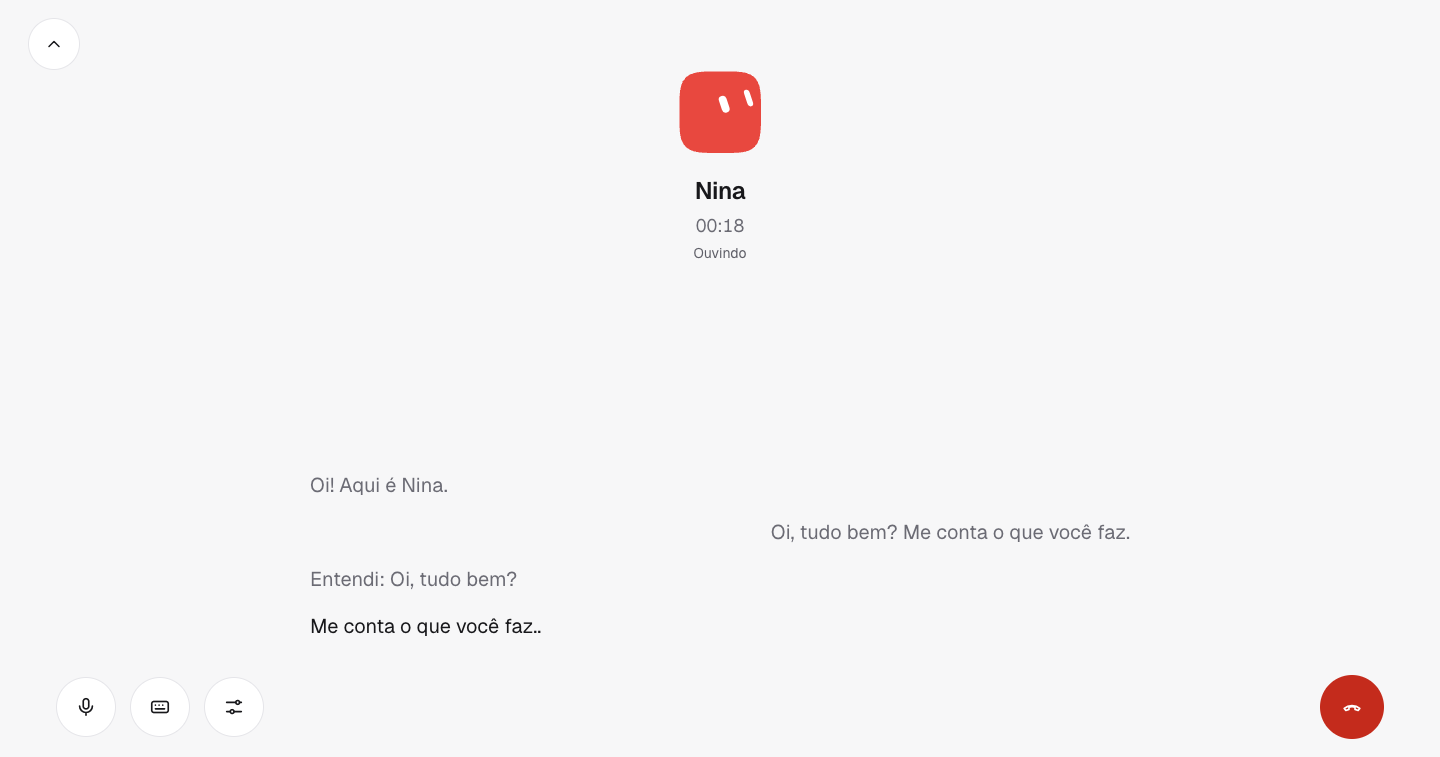 Nina
00:18
Ouvindo
Oi! Aqui é Nina.
Oi, tudo bem? Me conta o que você faz.
Entendi: Oi, tudo bem?
Me conta o que você faz..